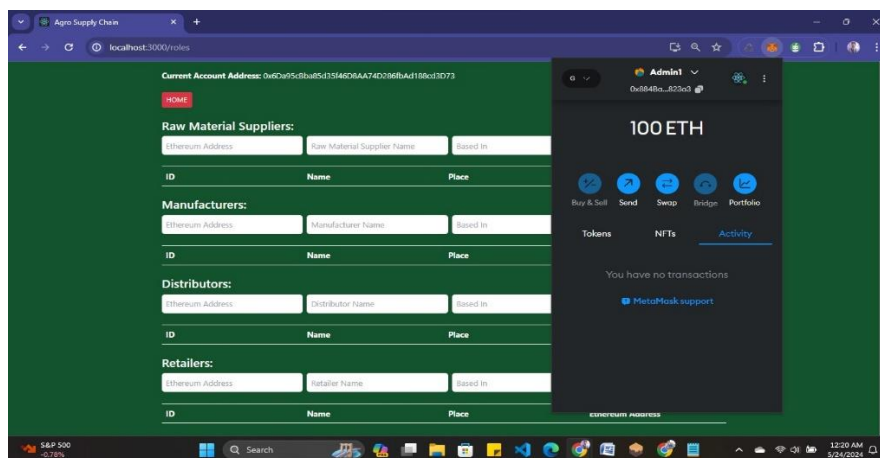 Agro Supply Chain
localhost:3000/roles
Current Account Address: 0x6Da95cBba85d35f46D8AA74D286fbAd188cd3D73
HOME
Raw Material Suppliers:
Ethereum Address Raw Material Supplier Name Based In
ID Name Place
Manufacturers:
Ethereum Address Manufacturer Name Based In
ID Name Place
Distributors:
Ethereum Address Distributor Name Based In
ID Name Place
Retailers:
Ethereum Address Retailer Name Based In
ID Name Place Ethereum Address
G Admin1
0x8848a...823a3
100 ETH
Buy & Sell Send Swap Bridge Portfolio
Tokens NFTs Activity
You have no transactions
MetaMask support
S&P 500
-0.78%
Search
12:20 AM
5/24/2024